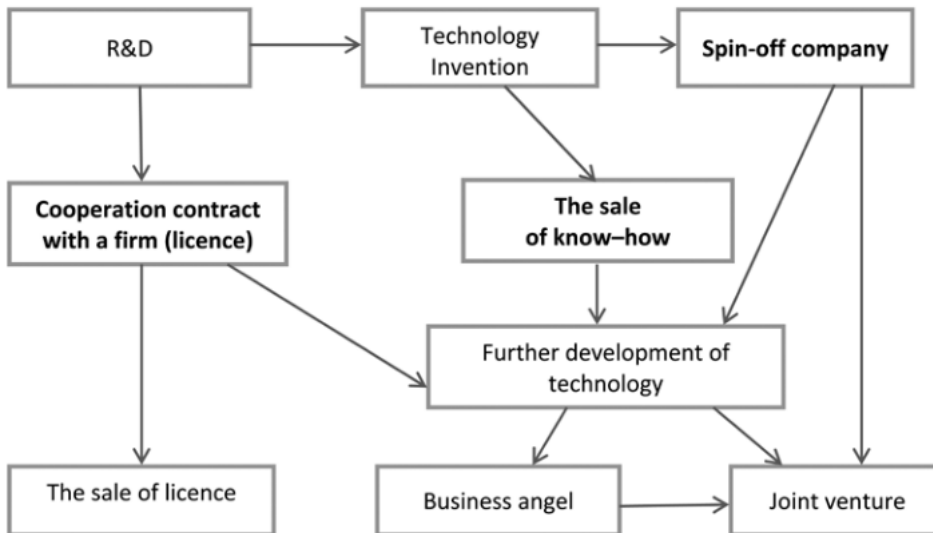 R&D
Technology
Invention
Spin-off company
Cooperation contract
with a firm (licence)
The sale
of know–how
Further development of
technology
The sale of licence
Business angel
Joint venture